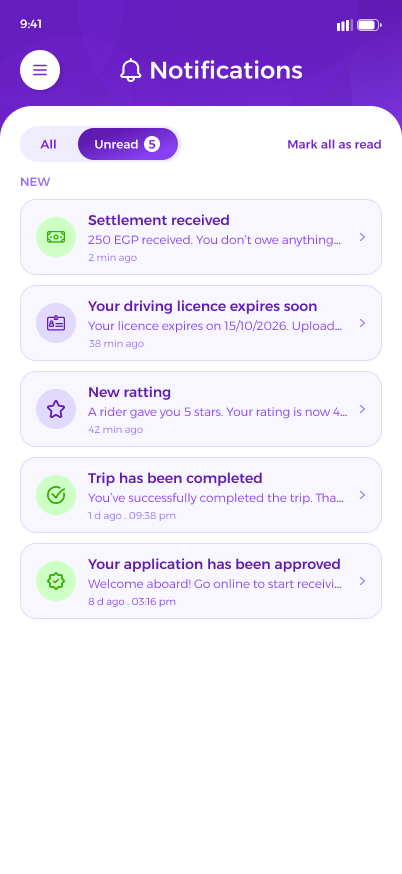 9:41
Notifications
All
Unread 5
Mark all as read
NEW
Settlement received
250 EGP received. You don’t owe anything...
2 min ago
Your driving licence expires soon
Your licence expires on 15/10/2026. Upload...
38 min ago
New ratting
A rider gave you 5 stars. Your rating is now 4...
42 min ago
Trip has been completed
You’ve successfully completed the trip. Tha...
1 d ago . 09:38 pm
Your application has been approved
Welcome aboard! Go online to start receivi...
8 d ago . 03:16 pm